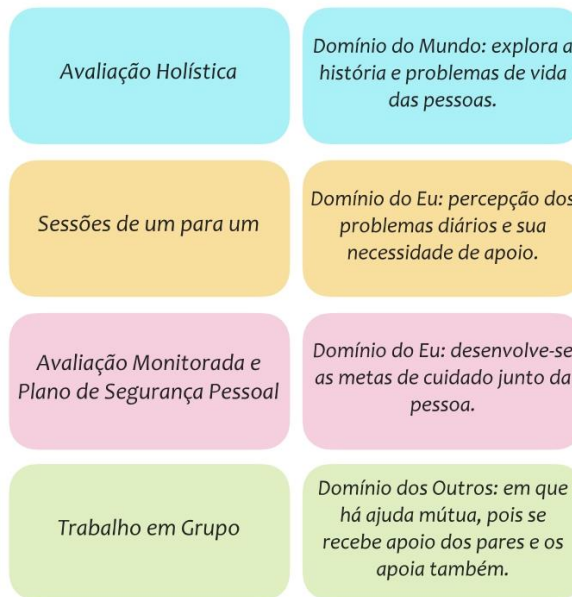 Avaliação Holística
Domínio do Mundo: explora a
história e problemas de vida
das pessoas.
Sessões de um para um
Domínio do Eu: percepção dos
problemas diários e sua
necessidade de apoio.
Avaliação Monitorada e
Plano de Segurança Pessoal
Domínio do Eu: desenvolve-se
as metas de cuidado junto da
pessoa.
Trabalho em Grupo
Domínio dos Outros: em que
há ajuda mútua, pois se
recebe apoio dos pares e os
apoia também.